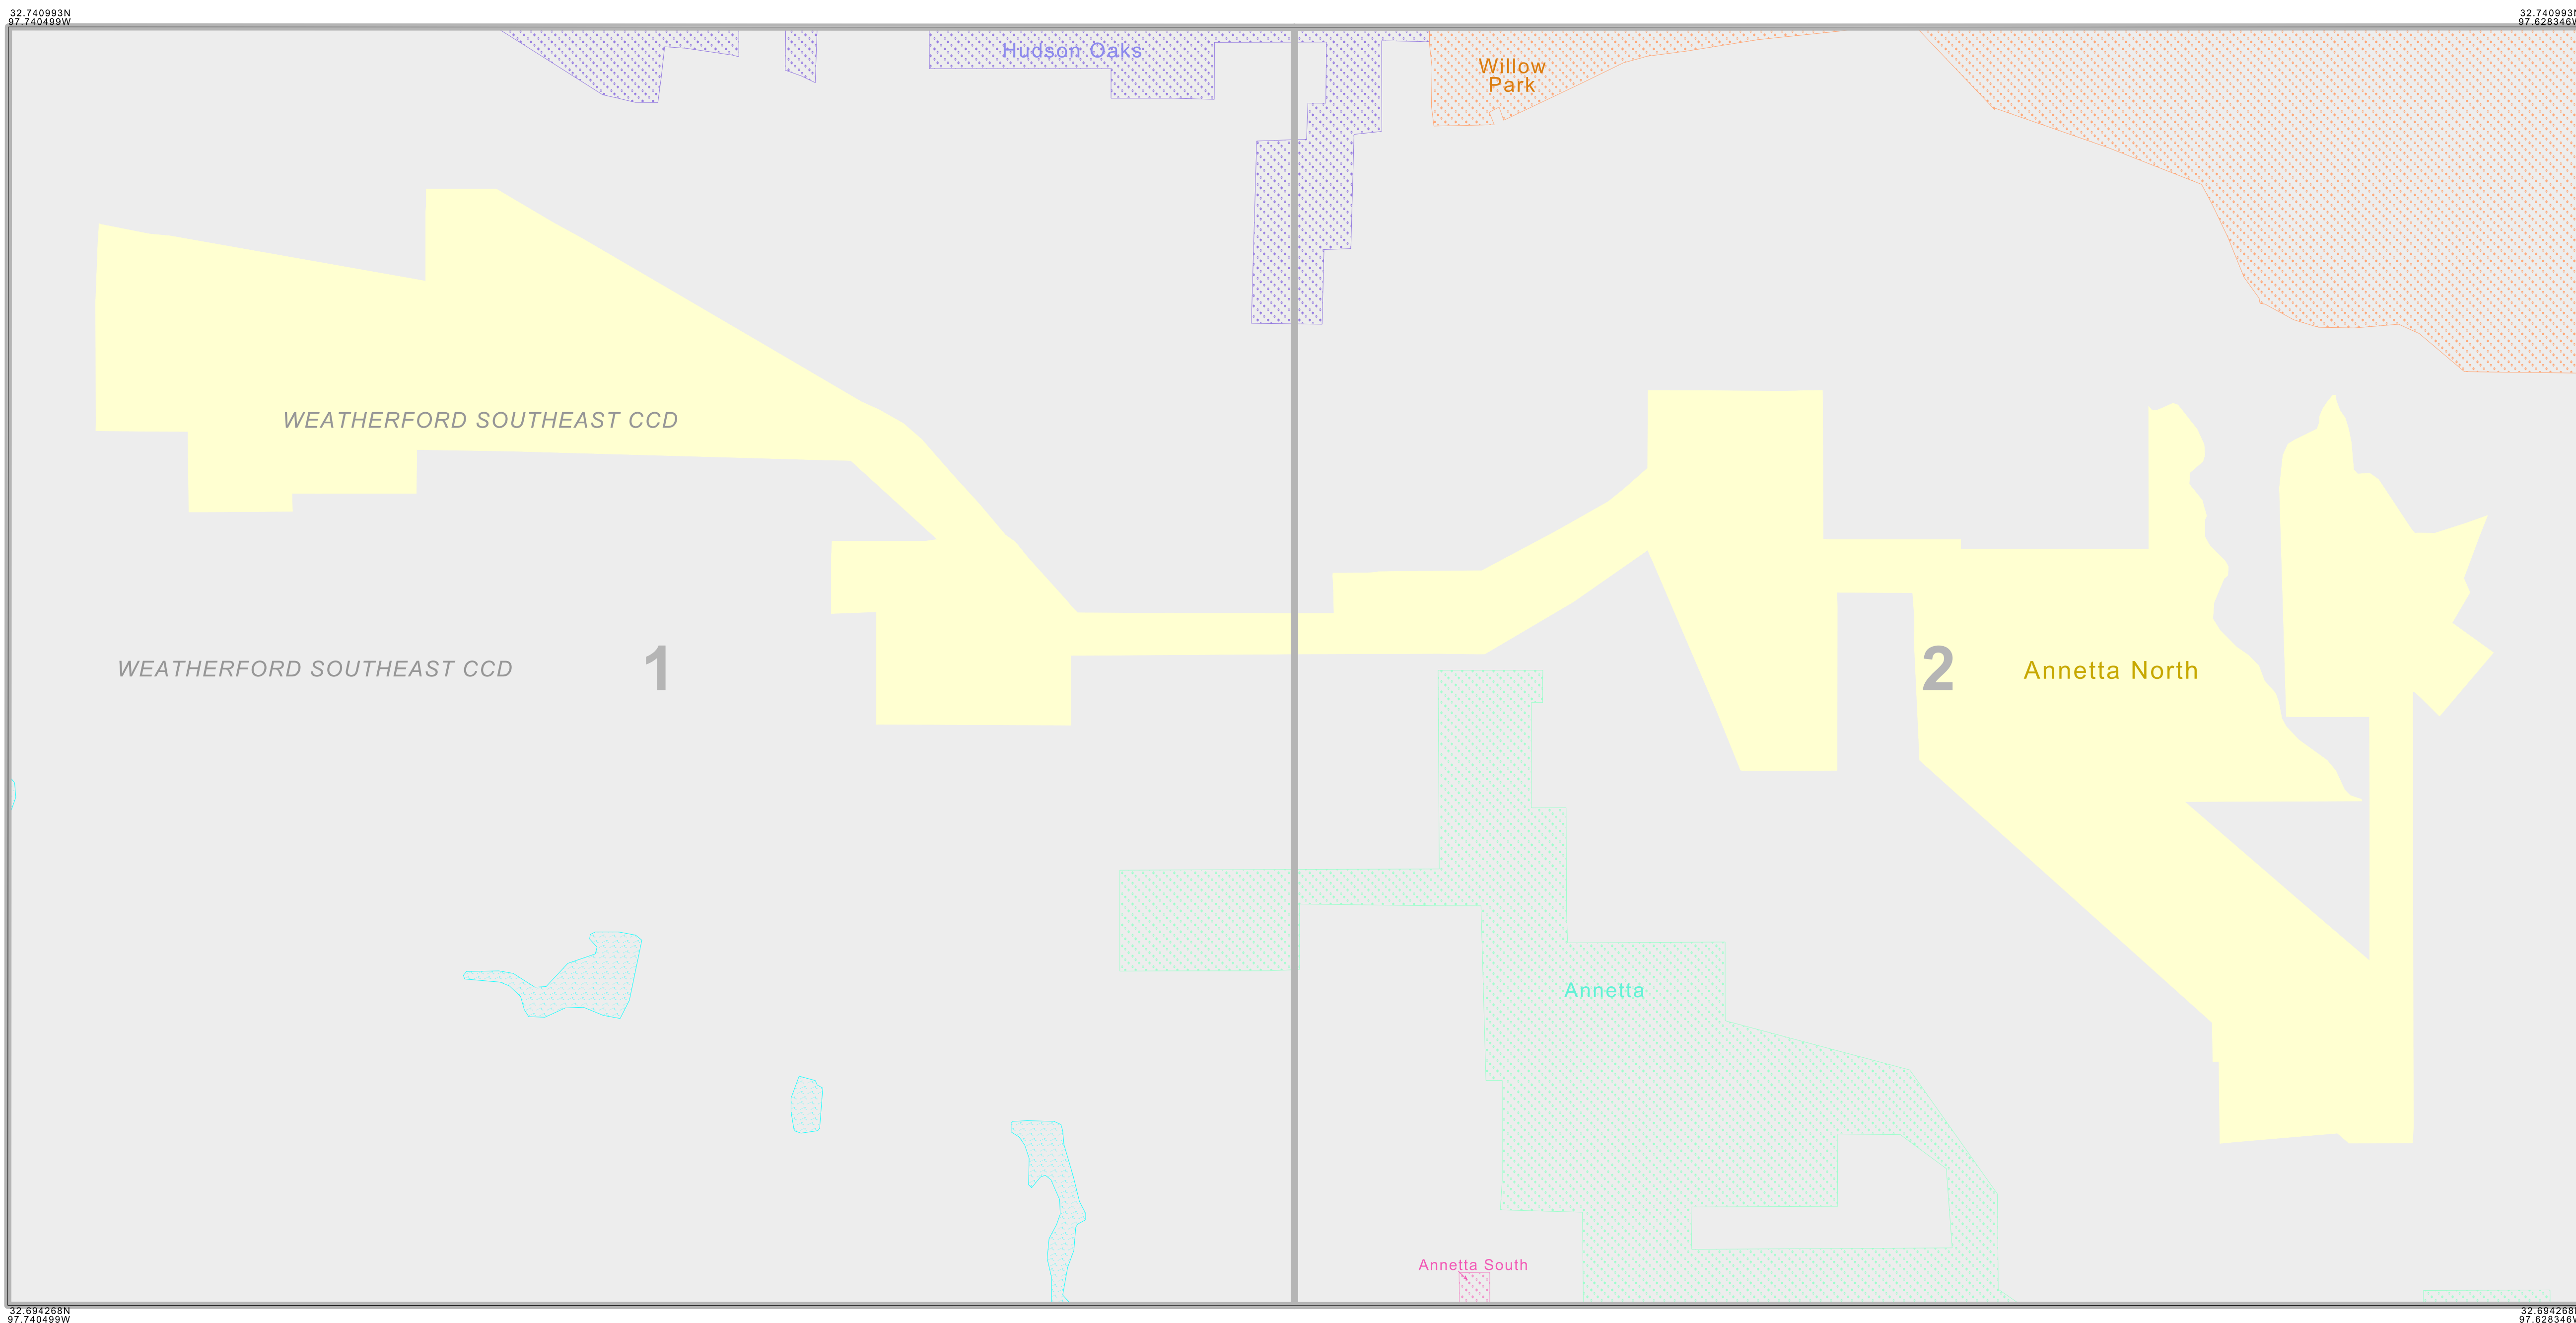 32.740993N
97.740499W
32.740993N
97.628346W
Hudson Oaks
Willow
Park
WEATHERFORD SOUTHEAST CCD
WEATHERFORD SOUTHEAST CCD
1
2
Annetta North
Annetta
Annetta South
32.694268N
97.740499W
32.694268N
97.628346W